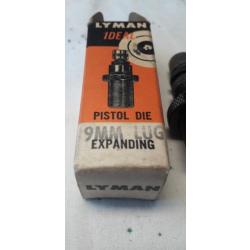 LYMAN
IDEAL
PISTOL DIE
9MM LUG
EXPANDING
LYMAN